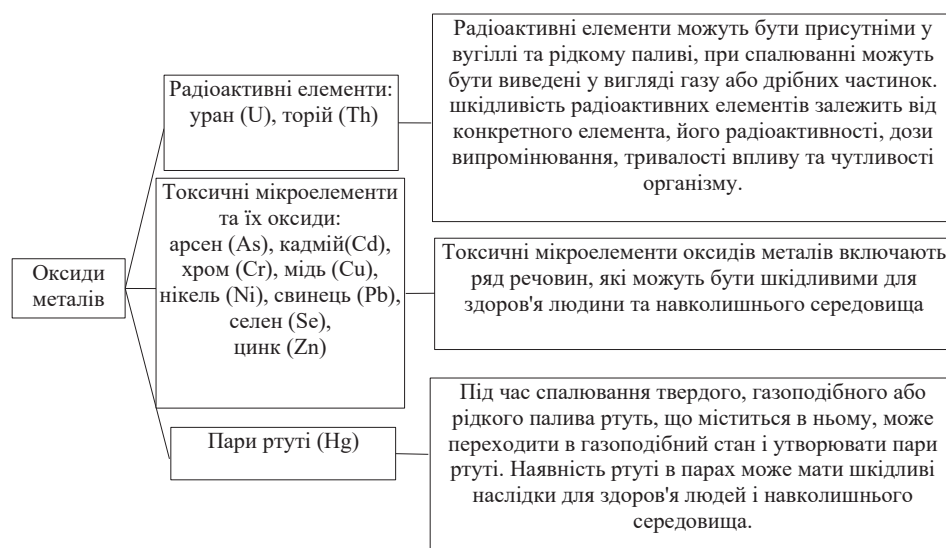 Оксиди
металів
Радіоактивні елементи:
уран (U), торій (Th)
Радіоактивні елементи можуть бути присутніми у
вугіллі та рідкому паливі, при спалюванні можуть
бути виведені у вигляді газу або дрібних частинок.
шкідливість радіоактивних елементів залежить від
конкретного елемента, його радіоактивності, дози
випромінювання, тривалості впливу та чутливості
організму.
Токсичні мікроелементи
та їх оксиди:
арсен (As), кадмій(Cd),
хром (Cr), мідь (Cu),
нікель (Ni), свинець (Pb),
селен (Se),
цинк (Zn)
Токсичні мікроелементи оксидів металів включають
ряд речовин, які можуть бути шкідливими для
здоров'я людини та навколишнього середовища
Пари ртуті (Hg)
Під час спалювання твердого, газоподібного або
рідкого палива ртуть, що міститься в ньому, може
переходити в газоподібний стан і утворювати пари
ртуті. Наявність ртуті в парах може мати шкідливі
наслідки для здоров'я людей і навколишнього
середовища.